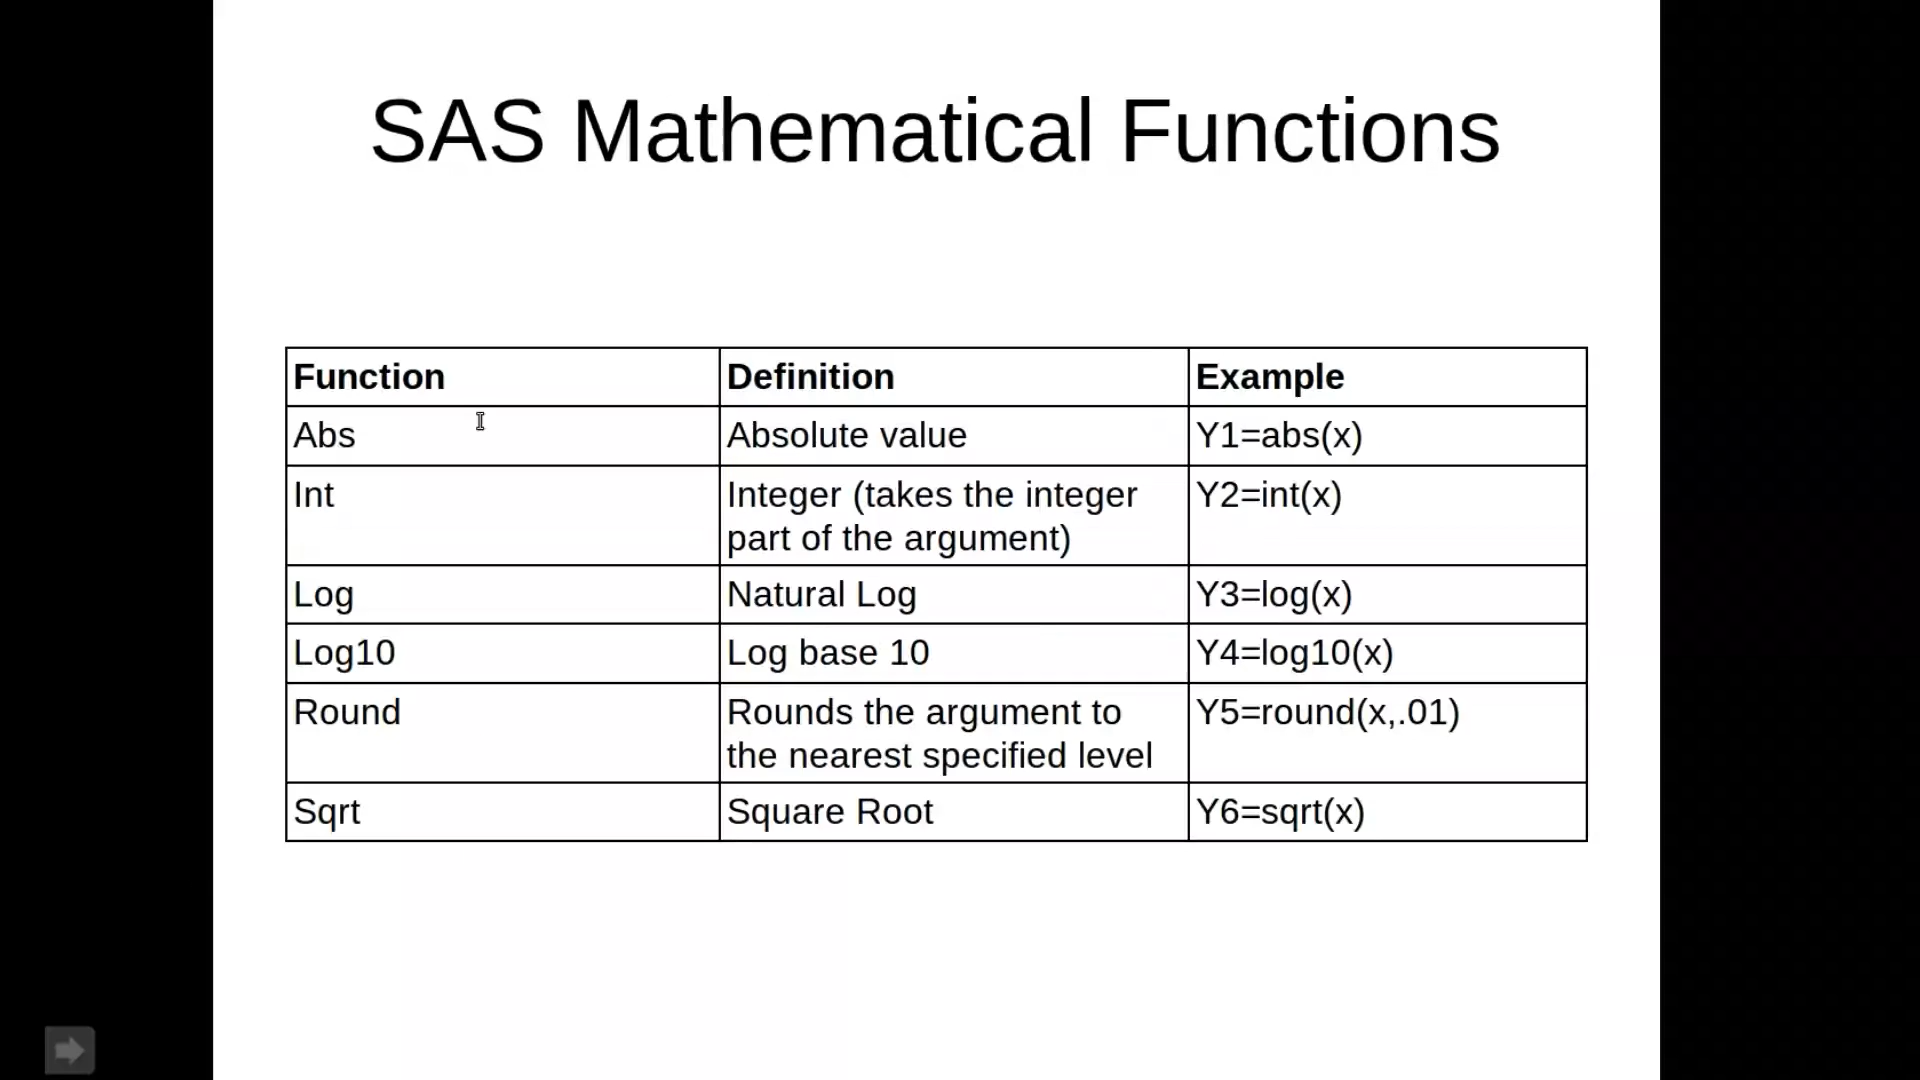 SAS Mathematical Functions
Function Definition Example
Abs Absolute value Y1=abs(x)
Int Integer (takes the integer Y2=int(x)
part of the argument)
Log Natural Log Y3=log(x)
Log10 Log base 10 Y4=log10(x)
Round Rounds the argument to Y5=round(x,.01)
the nearest specified level
Sqrt Square Root Y6=sqrt(x)